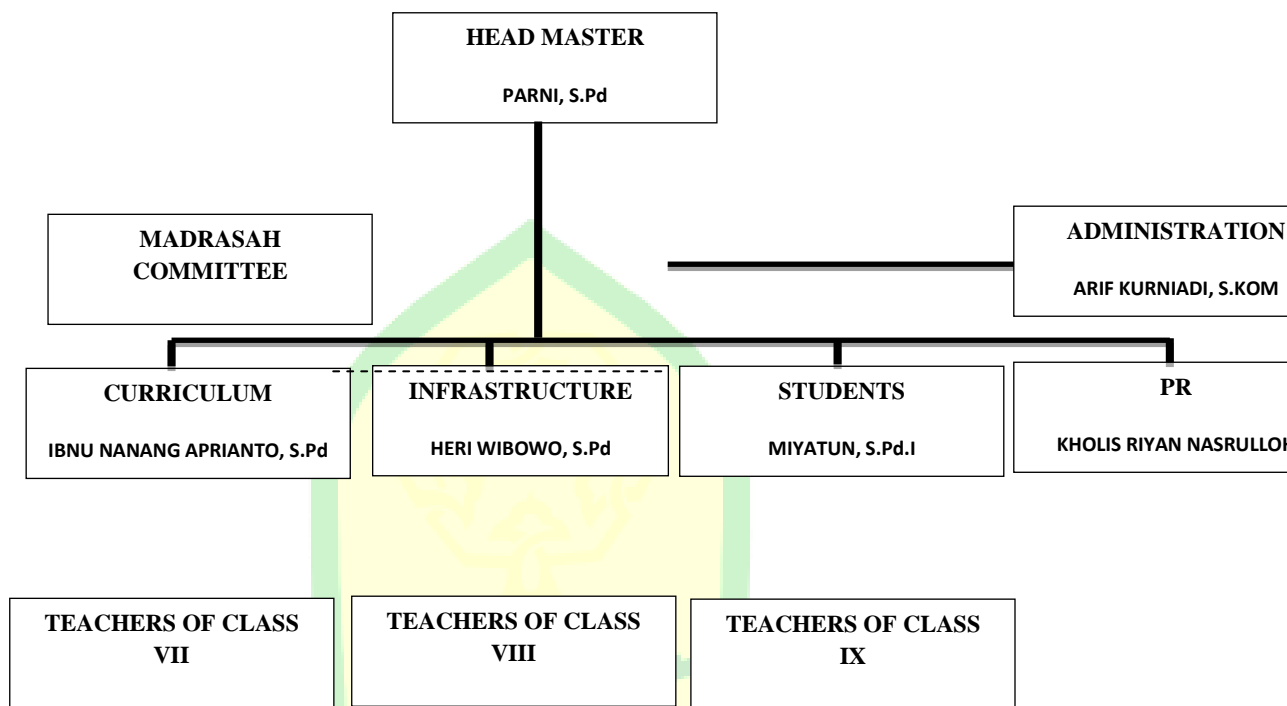 HEAD MASTER
PARNI, S.Pd
MADRASAH
COMMITTEE
ADMINISTRATION
ARIF KURNIADI, S.KOM
CURRICULUM
IBNU NANANG APRIANTO, S.Pd
INFRASTRUCTURE
HERI WIBOWO, S.Pd
STUDENTS
MIYATUN, S.Pd.I
PR
KHOLIS RIYAN
TEACHERS OF CLASS
VII
TEACHERS OF CLASS
VIII
TEACHERS OF CLASS
IX